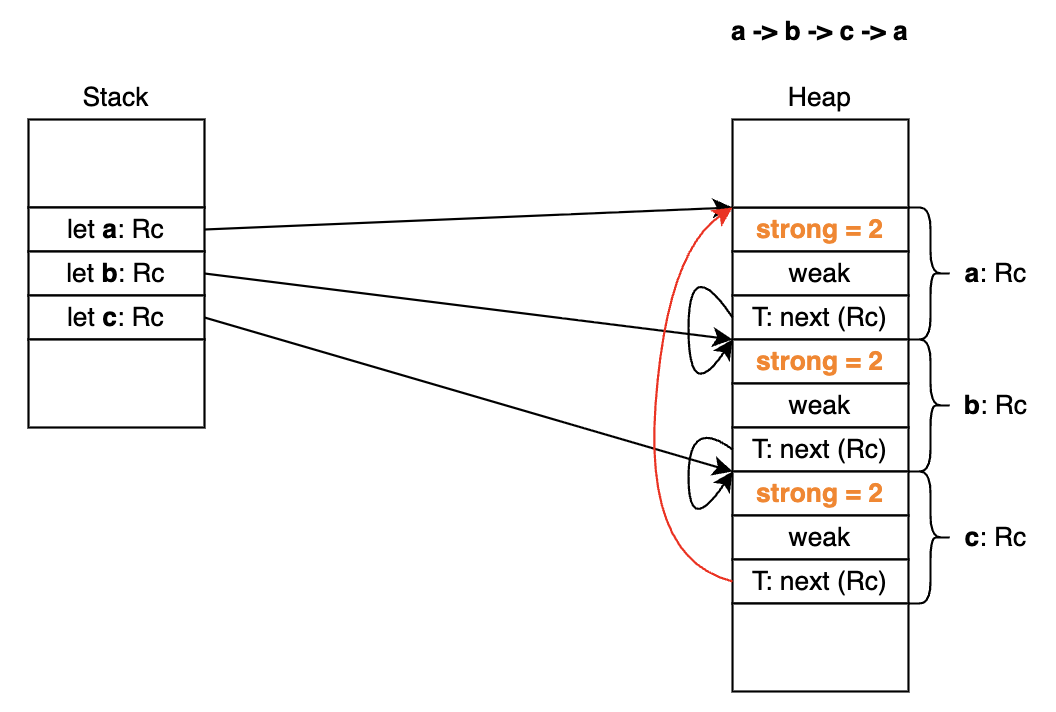 a -> b -> c -> a
Stack
Heap
let a: Rc
let b: Rc
let c: Rc
strong = 2
weak
T: next (Rc)
a: Rc
strong = 2
weak
T: next (Rc)
b: Rc
strong = 2
weak
T: next (Rc)
c: Rc